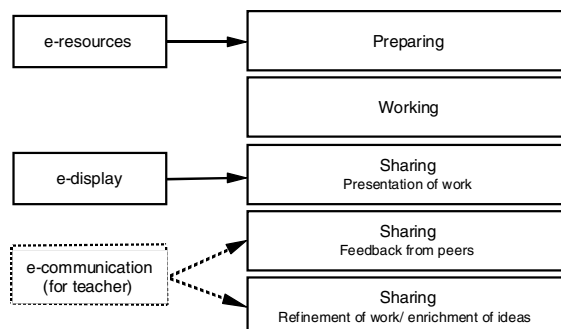 e-resources
Preparing
Working
e-display
Sharing
Presentation of work
Sharing
Feedback from peers
e-communication
(for teacher)
Sharing
Refinement of work/ enrichment of ideas